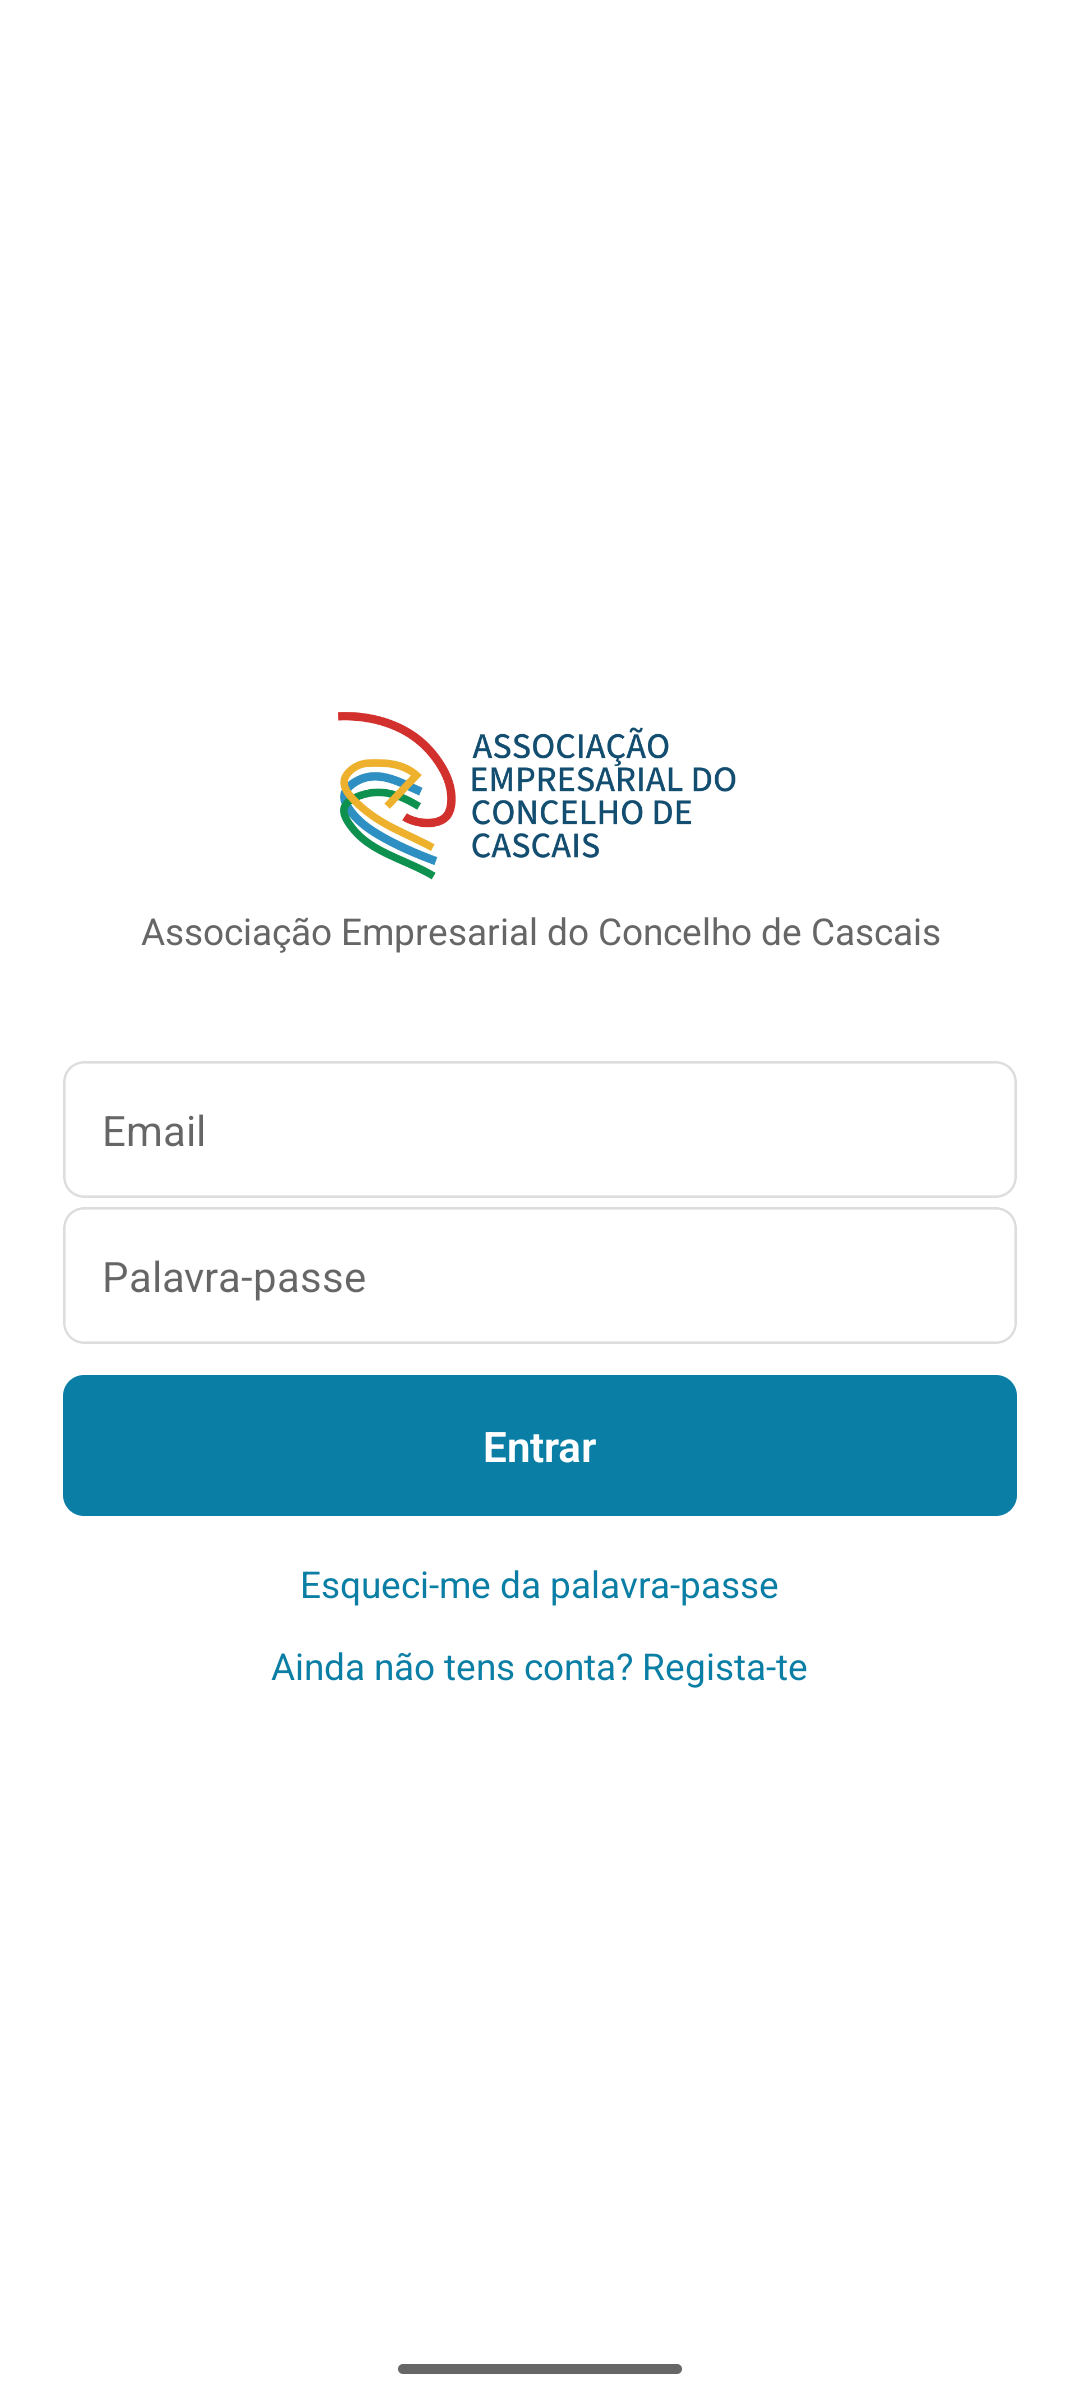 ASSOCIAÇÃO
EMPRESARIAL DO
CONCELHO DE
CASCAIS
Associação Empresarial do Concelho de Cascais
Email
Palavra-passe
Entrar
Esqueci-me da palavra-passe
Ainda não tens conta? Regista-te